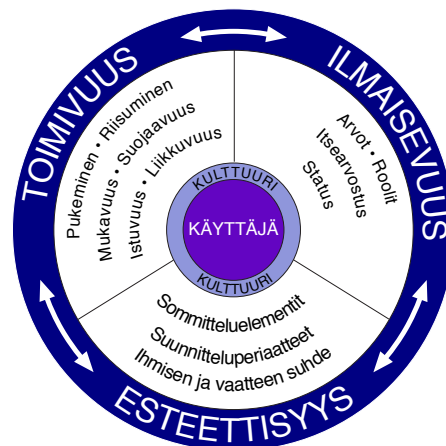 TOIMIVUUS
ILMAISEVUUS
Pukeminen • Riisuminen
Mukavuus • Suojaavuus
Istuvuus • Liikkuvuus
Arvot • Roolit
Itsearvostus
Status
KULTTUURI
KÄYTTÄJÄ
KULTTUURI
Sommitteluelementit
Suunnitteluperiaatteet
Ihmisen ja vaatteen suhde
ESTEETTISYYS